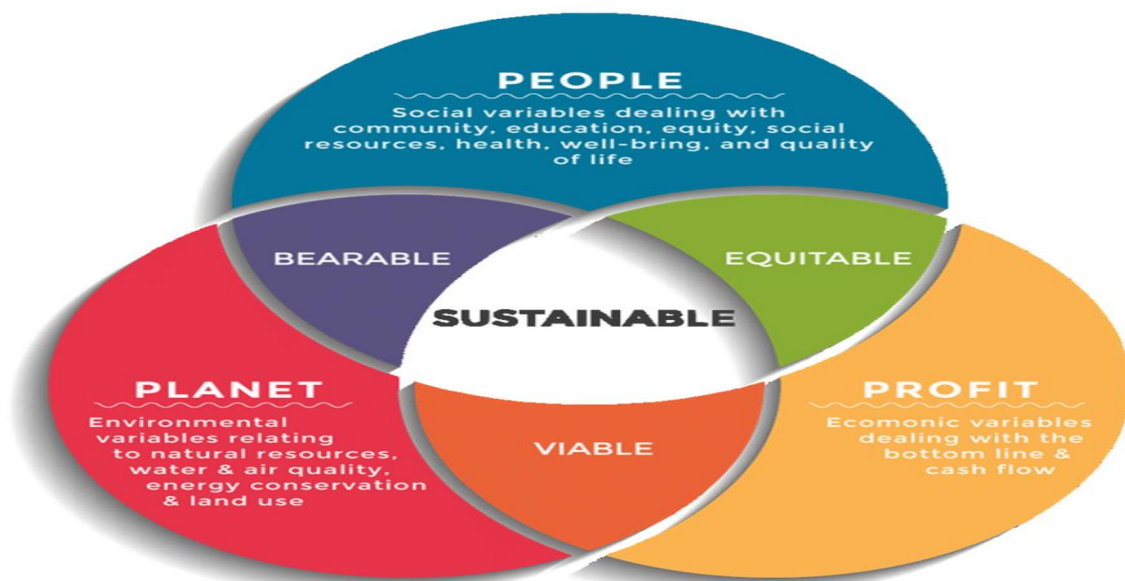 PEOPLE
Social variables dealing with
community, education, equity, social
resources, health, well-bring, and quality
of life
BEARABLE
EQUITABLE
SUSTAINABLE
PLANET
Environmental
variables relating
to natural resources,
water & air quality,
energy conservation
& land use
VIABLE
PROFIT
Ecomonic variables
dealing with the
bottom line &
cash flow